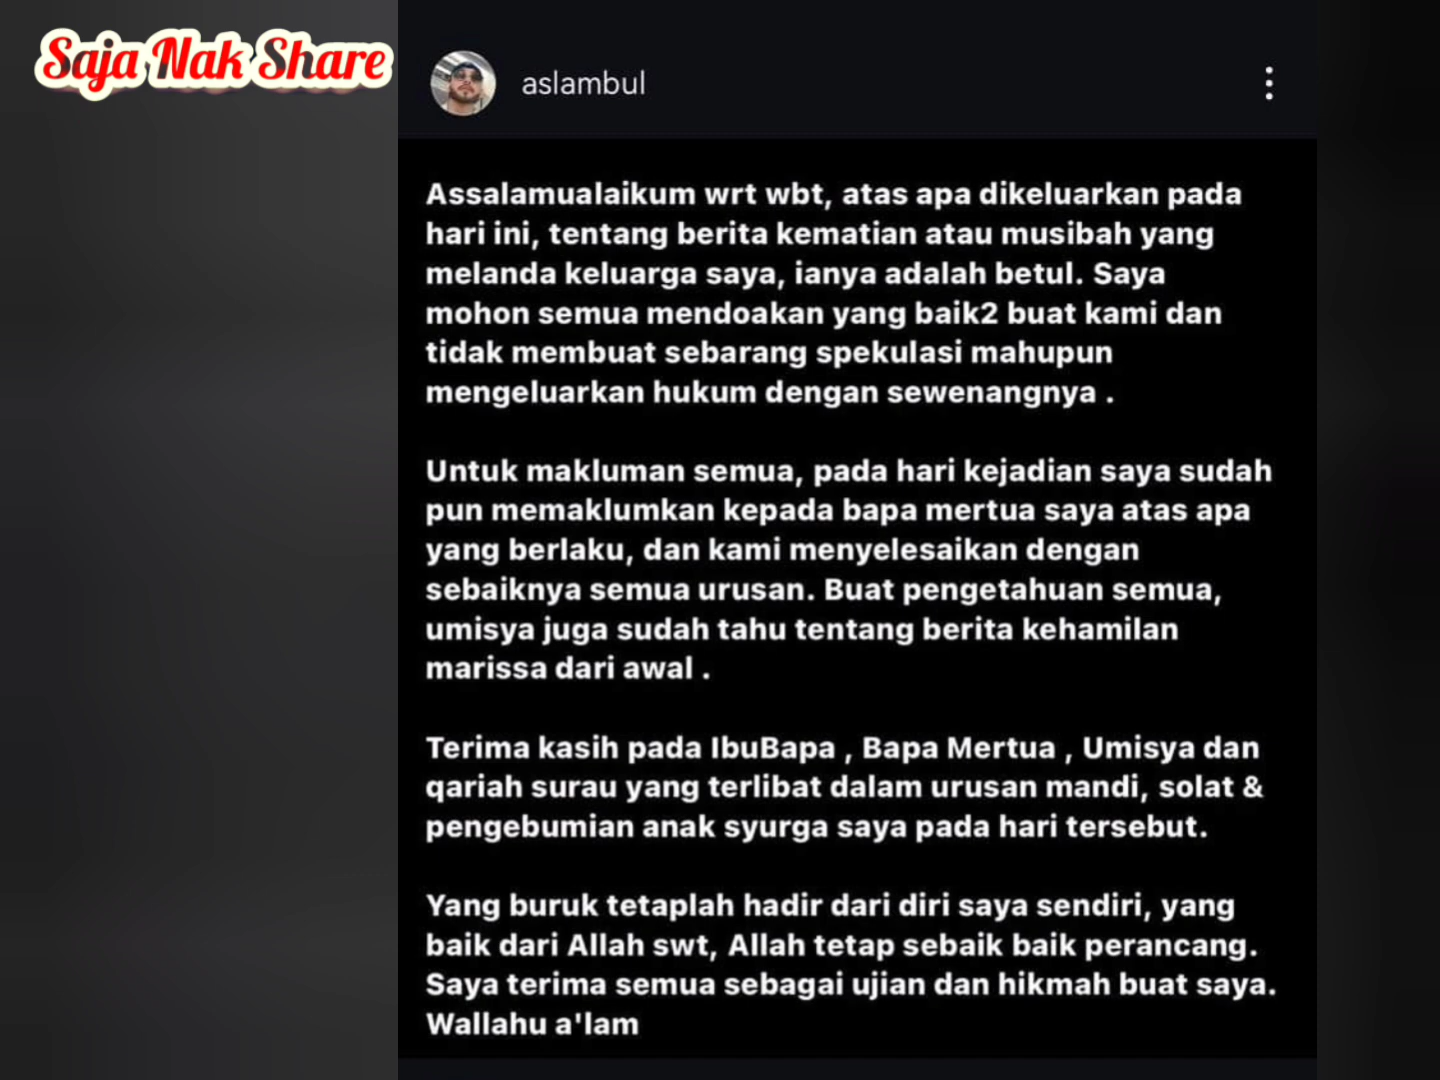 Saja Nak Share
aslambul
Assalamualaikum wrt wbt, atas apa dikeluarkan pada
hari ini, tentang berita kematian atau musibah yang
melanda keluarga saya, ianya adalah betul. Saya
mohon semua mendoakan yang baik2 buat kami dan
tidak membuat sebarang spekulasi mahupun
mengeluarkan hukum dengan sewenangnya .
Untuk makluman semua, pada hari kejadian saya sudah
pun memaklumkan kepada bapa mertua saya atas apa
yang berlaku, dan kami menyelesaikan dengan
sebaiknya semua urusan. Buat pengetahuan semua,
umisya juga sudah tahu tentang berita kehamilan
marissa dari awal .
Terima kasih pada IbuBapa , Bapa Mertua , Umisya dan
qariah surau yang terlibat dalam urusan mandi, solat &
pengebumian anak syurga saya pada hari tersebut.
Yang buruk tetaplah hadir dari diri saya sendiri, yang
baik dari Allah swt, Allah tetap sebaik baik perancang.
Saya terima semua sebagai ujian dan hikmah buat saya.
Wallahu a'lam